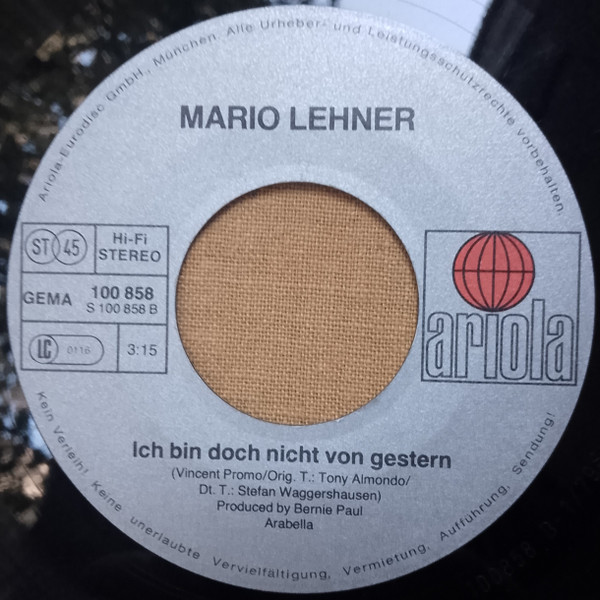 Ariola-Eurodisc GmbH., München. Alle Urheber- und Leistungsschutzrechte vorbehalten.
MARIO LEHNER
ST 45
Hi-Fi
STEREO
GEMA 100 858
S 100 858 B
LC 0116
3:15
ariola
Ich bin doch nicht von gestern
(Vincent Promo/Orig. T.: Tony Almondo/
Dt. T.: Stefan Waggershausen)
Produced by Bernie Paul
Arabella
Kein Verleih! Keine unerlaubte Vervielfältigung, Vermietung, Aufführung, Sendung!